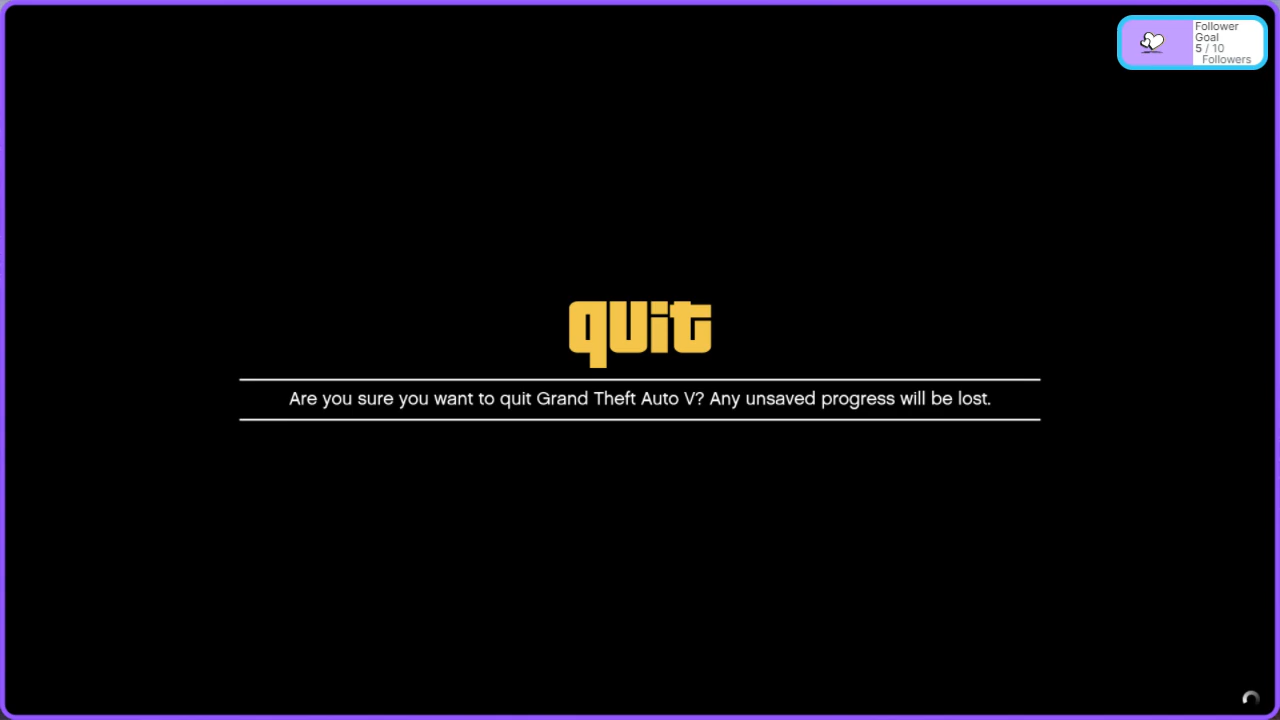 Follower
Goal
5 / 10
Followers
quit
Are you sure you want to quit Grand Theft Auto V? Any unsaved progress will be lost.